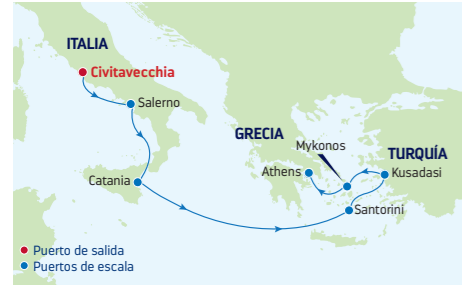 ITALIA
Civitavecchia
Salerno
GRECIA
Mykonos
TURQUÍA
Athens
Kusadasi
Catania
Santorini
Puerto de salida
Puertos de escala